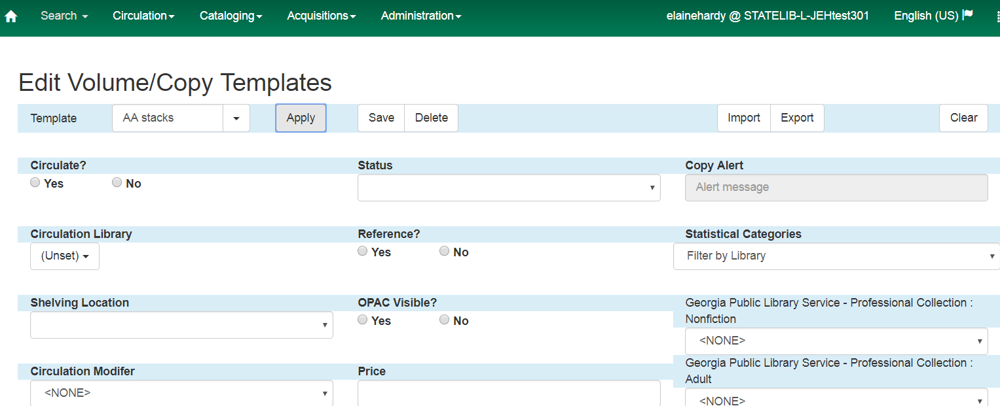 Search Circulation Cataloging Acquisitions Administration elainehardy @ STATELIB-L-JEHtest301 English (US)
Edit Volume/Copy Templates
Template AA stacks Apply Save Delete Import Export Clear
Circulate? Status Copy Alert
Yes No Alert message
Circulation Library Reference? Statistical Categories
(Unset) Yes No Filter by Library
Shelving Location OPAC Visible? Georgia Public Library Service - Professional Collection :
Yes No Nonfiction
<NONE>
Georgia Public Library Service - Professional Collection :
Circulation Modifer Price Adult
<NONE> <NONE>